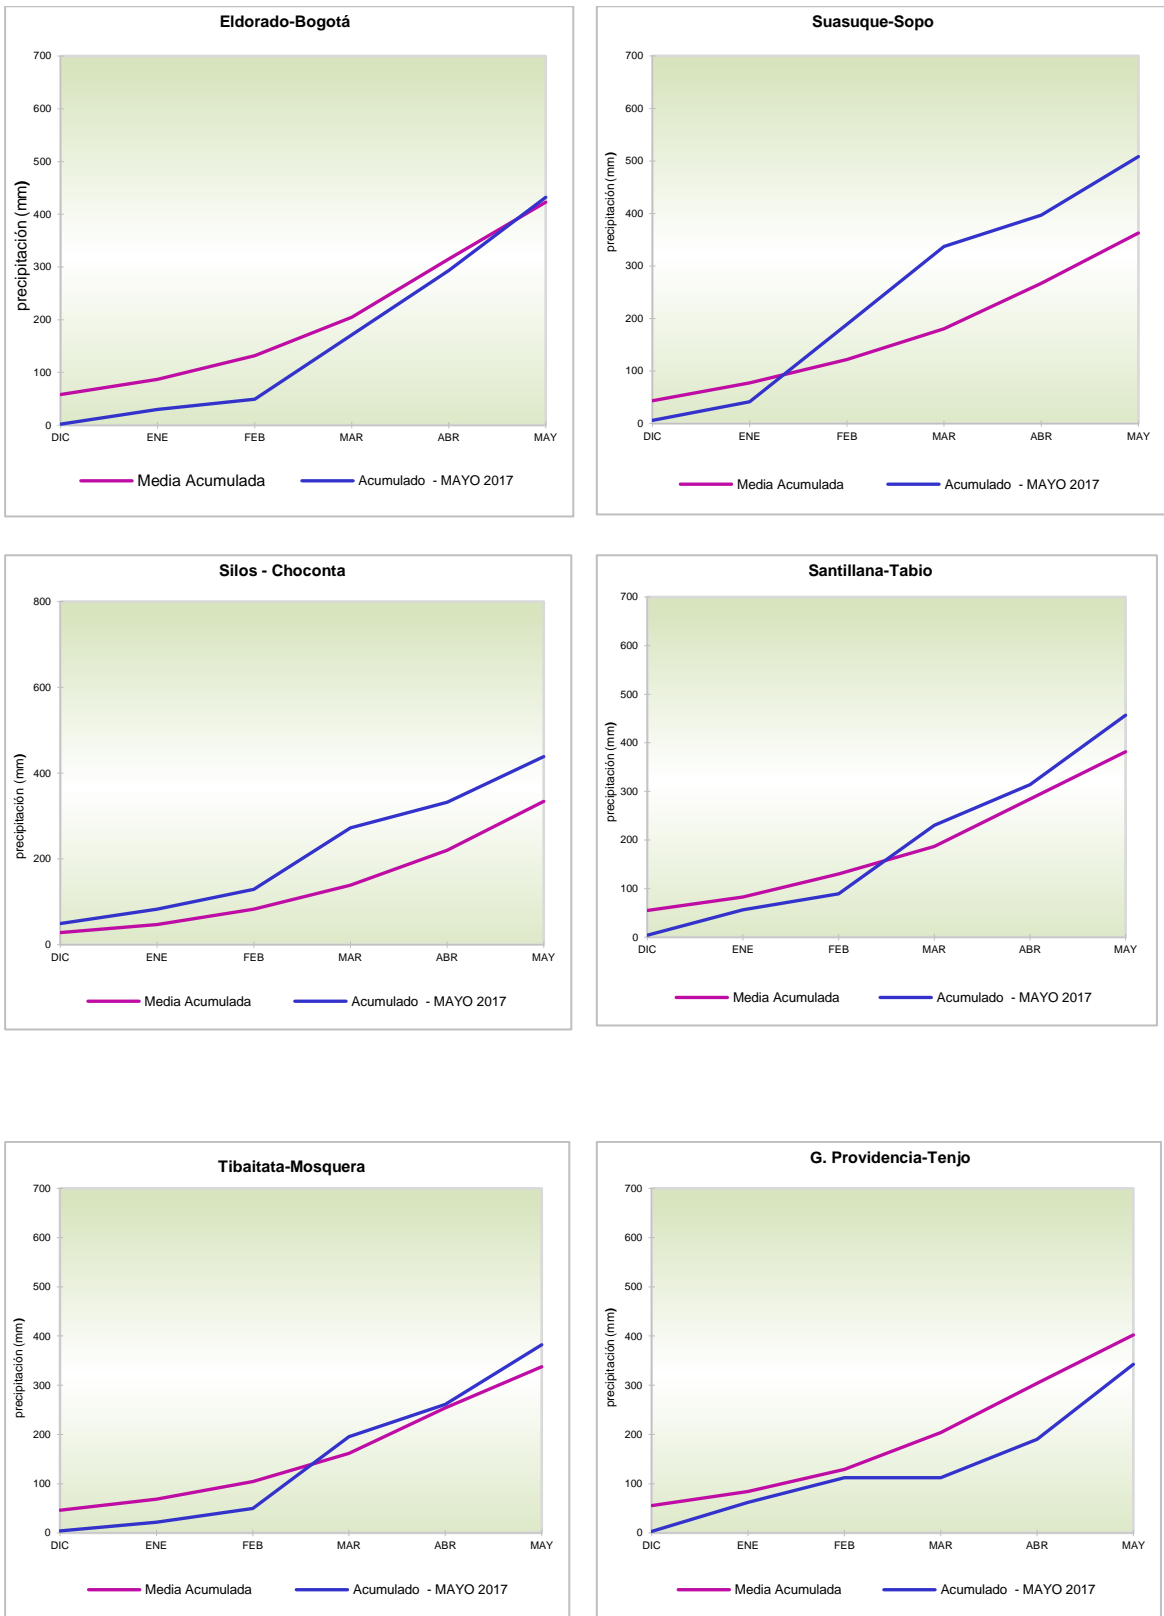 Eldorado-Bogotá
700
600
500
400
300
200
100
0
precipitación (mm)
DIC ENE FEB MAR ABR MAY
Media Acumulada Acumulado - MAYO 2017
Suasuque-Sopo
700
600
500
400
300
200
100
0
precipitación (mm)
DIC ENE FEB MAR ABR MAY
Media Acumulada Acumulado - MAYO 2017
Silos - Choconta
800
600
400
200
0
precipitación (mm)
DIC ENE FEB MAR ABR MAY
Media Acumulada Acumulado - MAYO 2017
Santillana-Tabio
700
600
500
400
300
200
100
0
precipitación (mm)
DIC ENE FEB MAR ABR MAY
Media Acumulada Acumulado - MAYO 2017
Tibaitata-Mosquera
700
600
500
400
300
200
100
0
precipitación (mm)
DIC ENE FEB MAR ABR MAY
Media Acumulada Acumulado - MAYO 2017
G. Providencia-Tenjo
700
600
500
400
300
200
100
0
precipitación (mm)
DIC ENE FEB MAR ABR MAY
Media Acumulada Acumulado - MAYO 2017